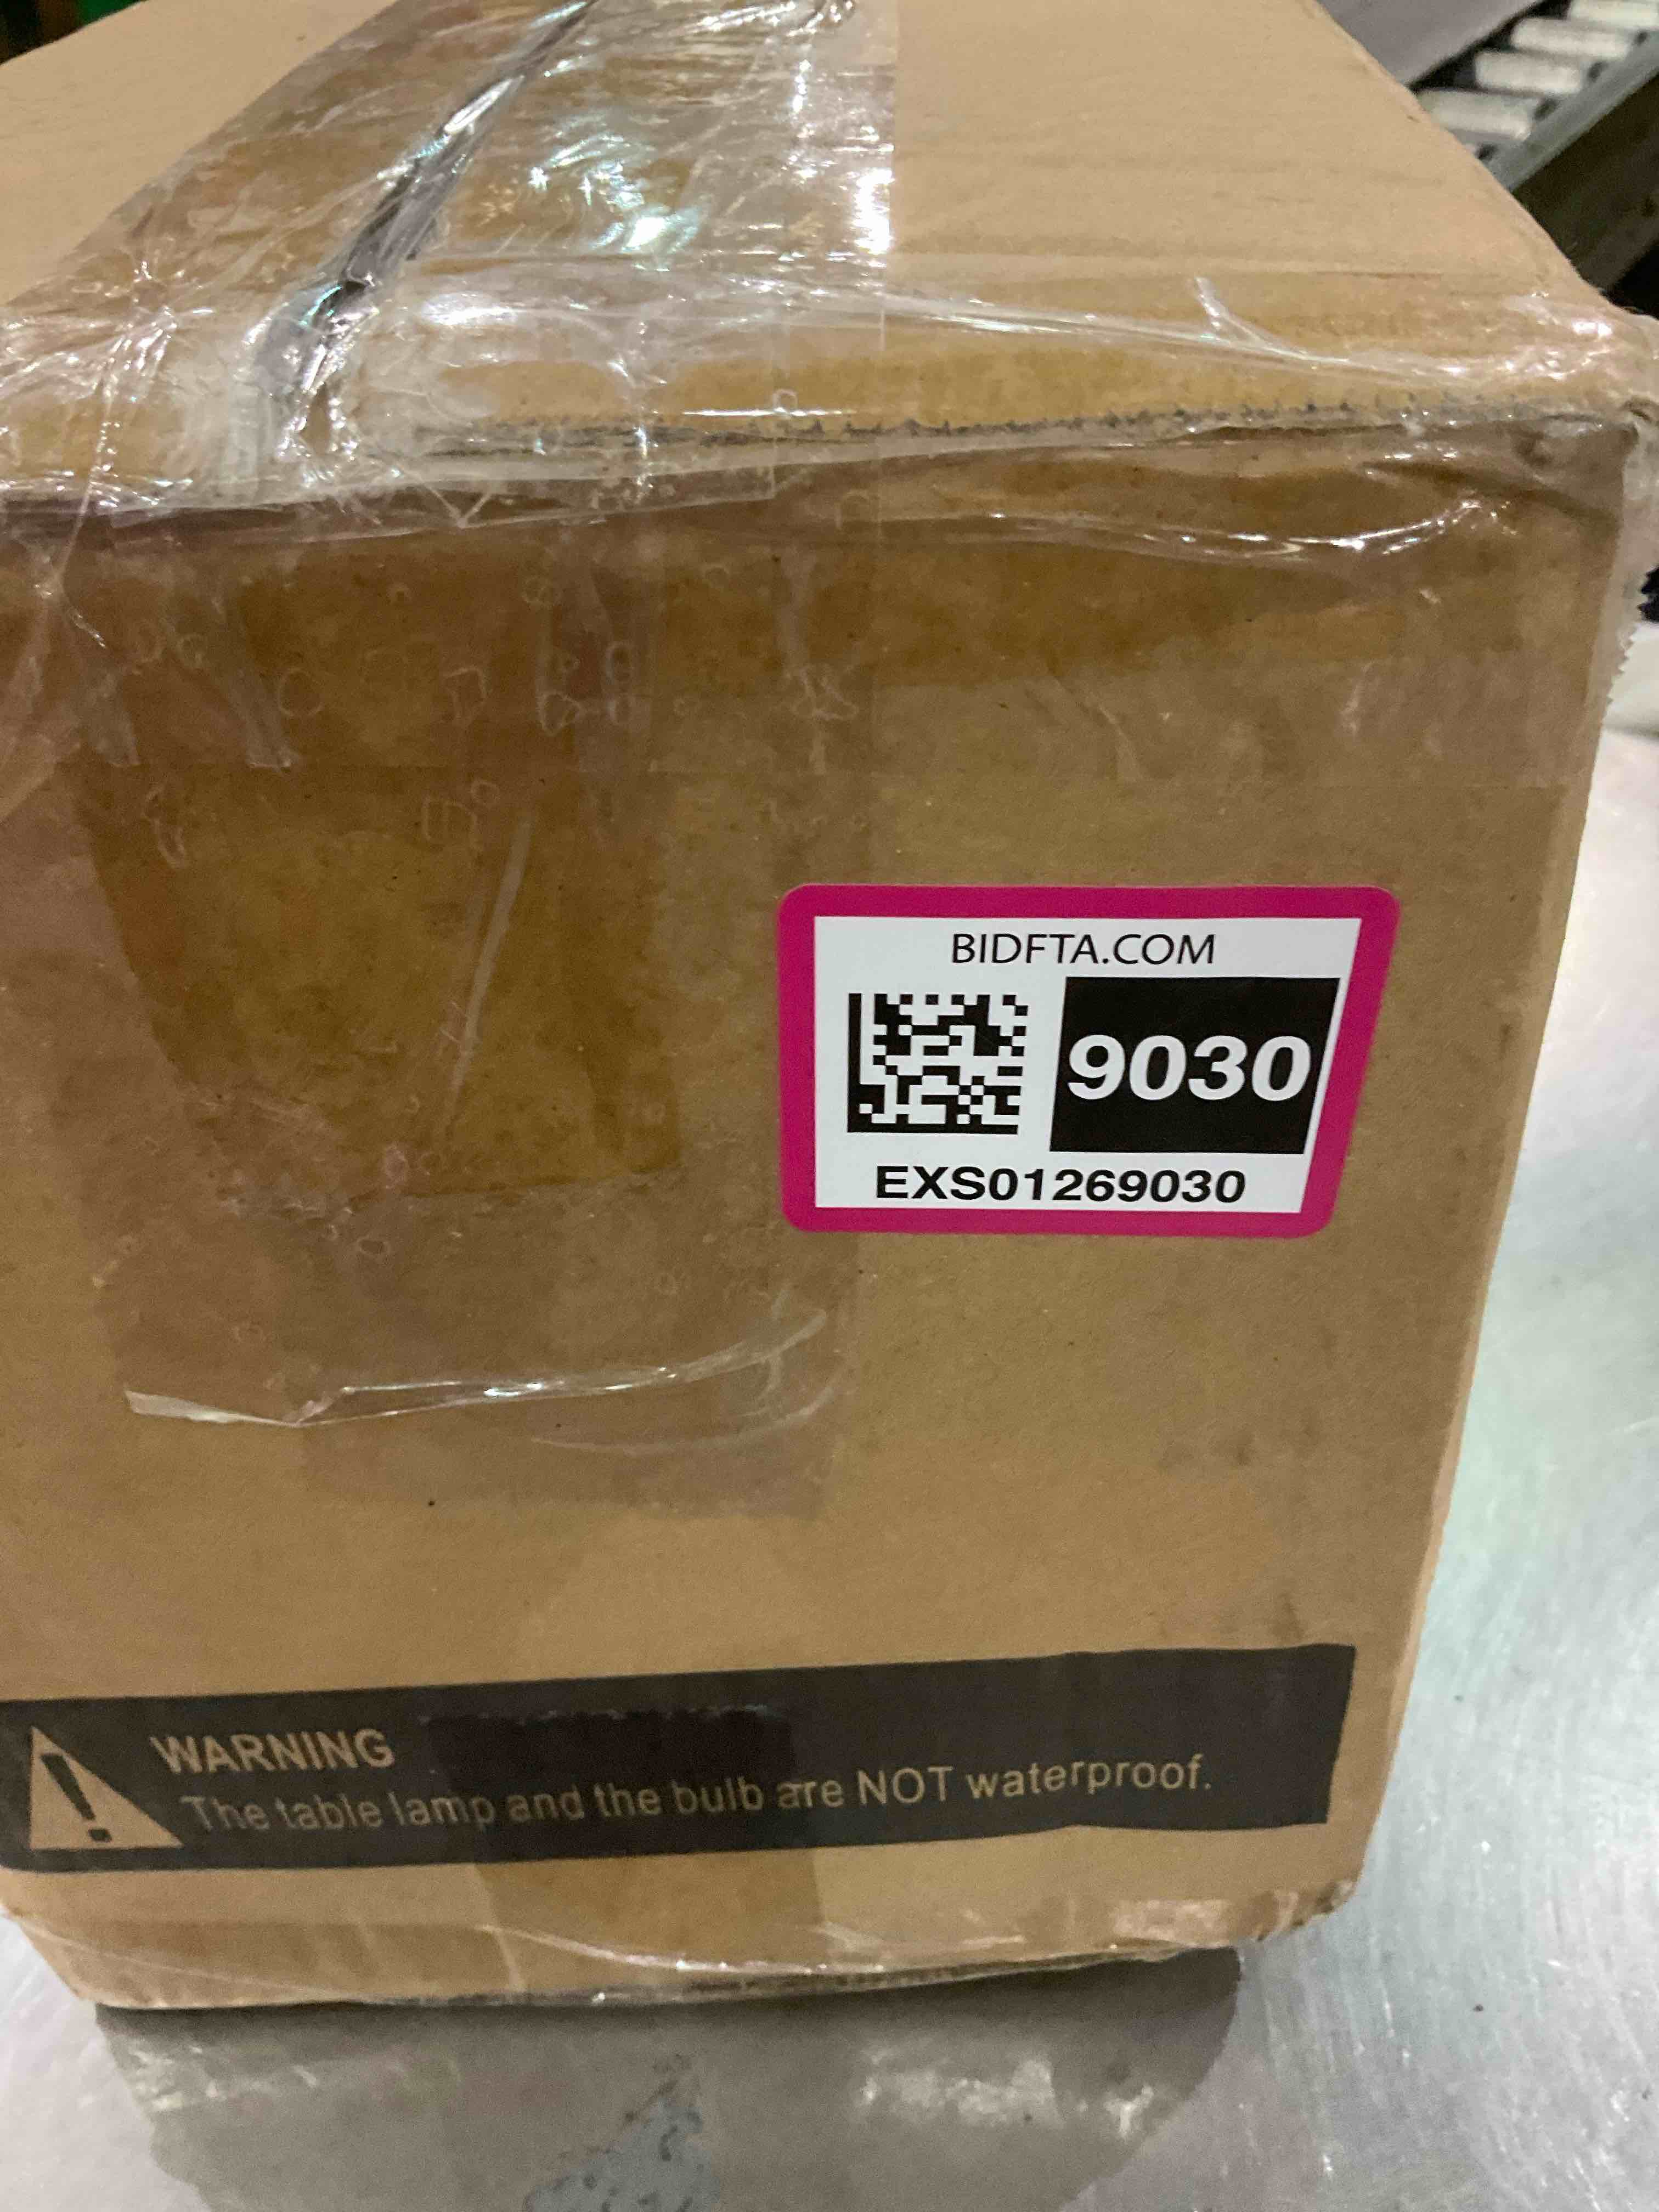 BIDFTA.COM
9030
EXS01269030
WARNING
The table lamp and the bulb are NOT waterproof.